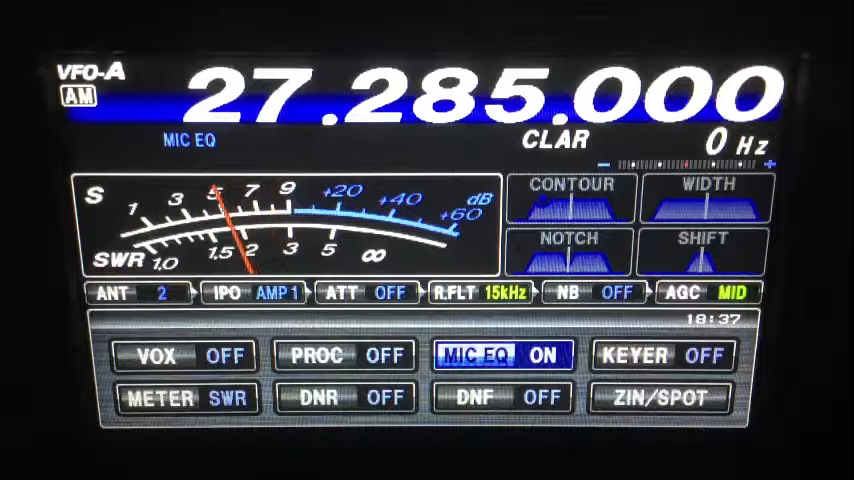 VFO-A
27.285.000
AM
MIC EQ
CLAR 0 Hz
− +
S 1 3 5 7 9 +20 +40 +60 dB
SWR 1.0 1.5 2 3 5 ∞
CONTOUR
WIDTH
NOTCH
SHIFT
ANT 2
IPO AMP 1
ATT OFF
R.FLT 15kHz
NB OFF
AGC MID
18:37
VOX OFF
PROC OFF
MIC EQ ON
KEYER OFF
METER SWR
DNR OFF
DNF OFF
ZIN/SPOT